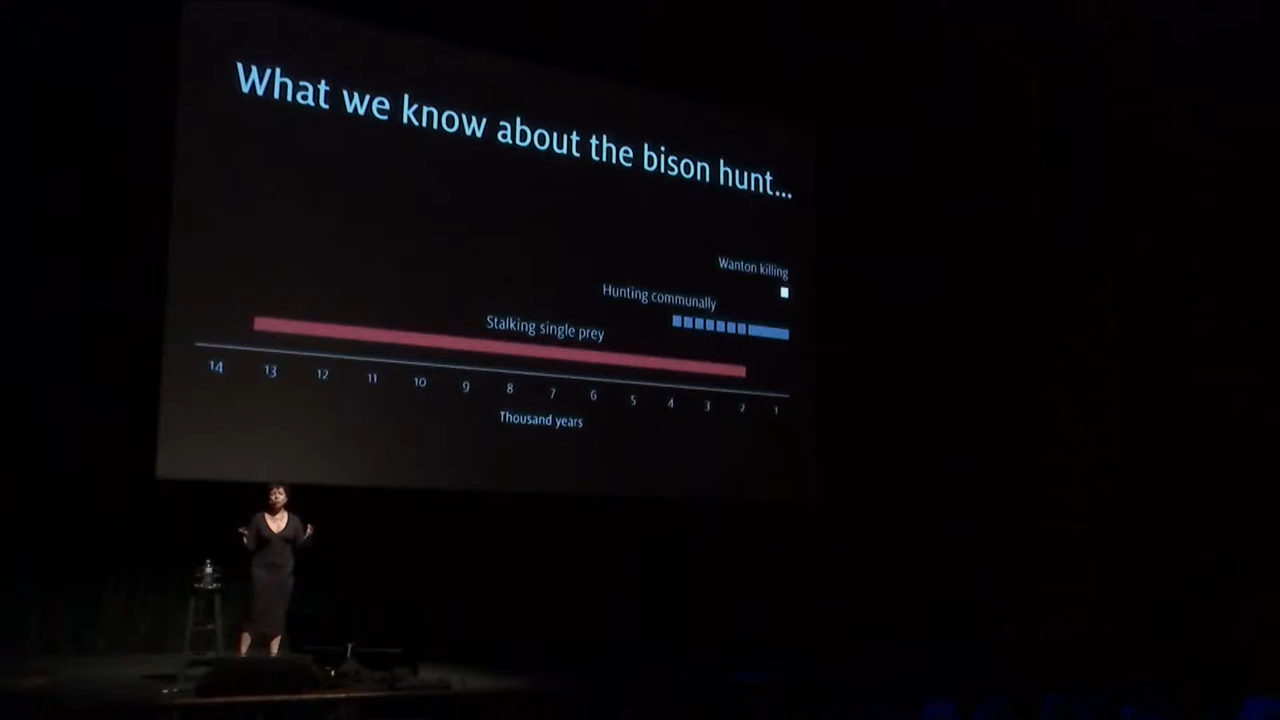 What we know about the bison hunt...
Wanton killing
Hunting communally
Stalking single prey
14 13 12 11 10 9 8 7 6 5 4 3 2 1
Thousand years